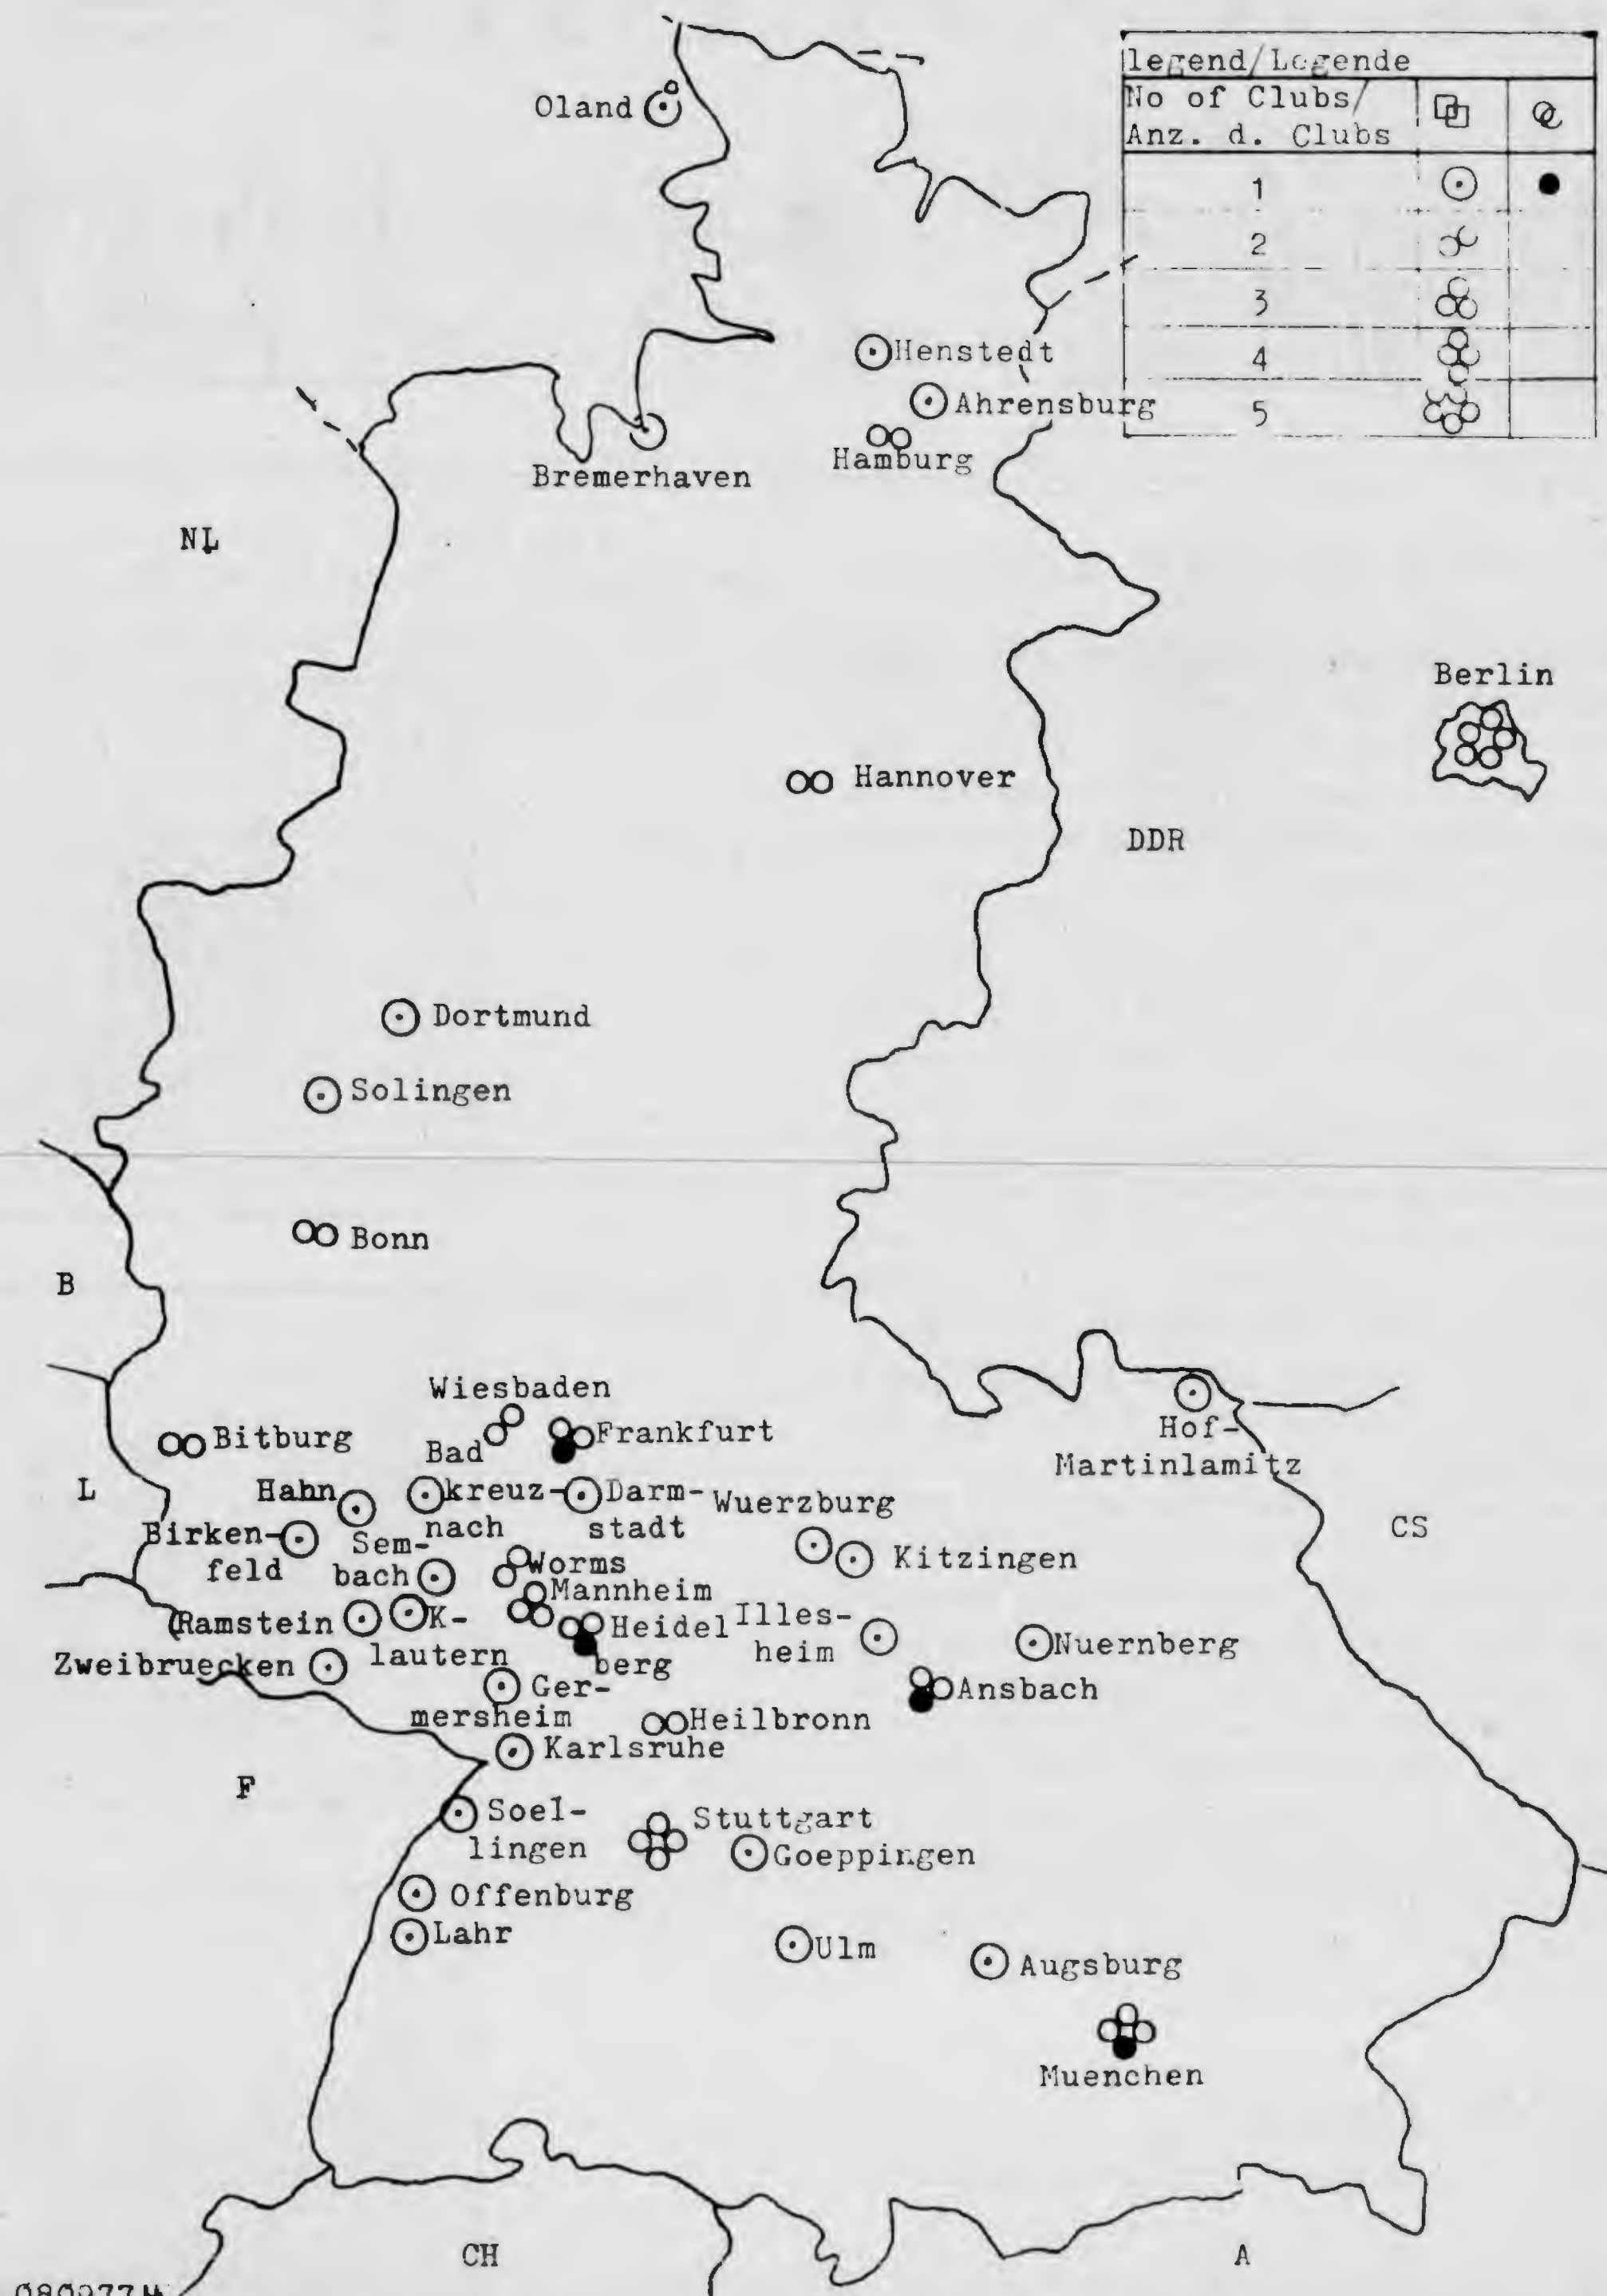 legend/Legende
No of Clubs/
Anz. d. Clubs
1
2
3
4
5
Oland
Henstedt
Ahrensburg
Hamburg
Bremerhaven
NL
Berlin
Hannover
DDR
Dortmund
Solingen
Bonn
B
Wiesbaden
Bitburg
Bad
Frankfurt
Hof-
Martinlamitz
L
Hahn
kreuz-
nach
Darm-
stadt
Wuerzburg
Kitzingen
CS
Birken-
feld
Sem-
bach
Worms
Mannheim
Ramstein
K-
lautern
Heidel
berg
Illes-
heim
Nuernberg
Zweibruecken
Ger-
mersheim
Ansbach
Heilbronn
Karlsruhe
F
Soel-
lingen
Stuttgart
Goeppingen
Offenburg
Lahr
Ulm
Augsburg
Muenchen
CH
A